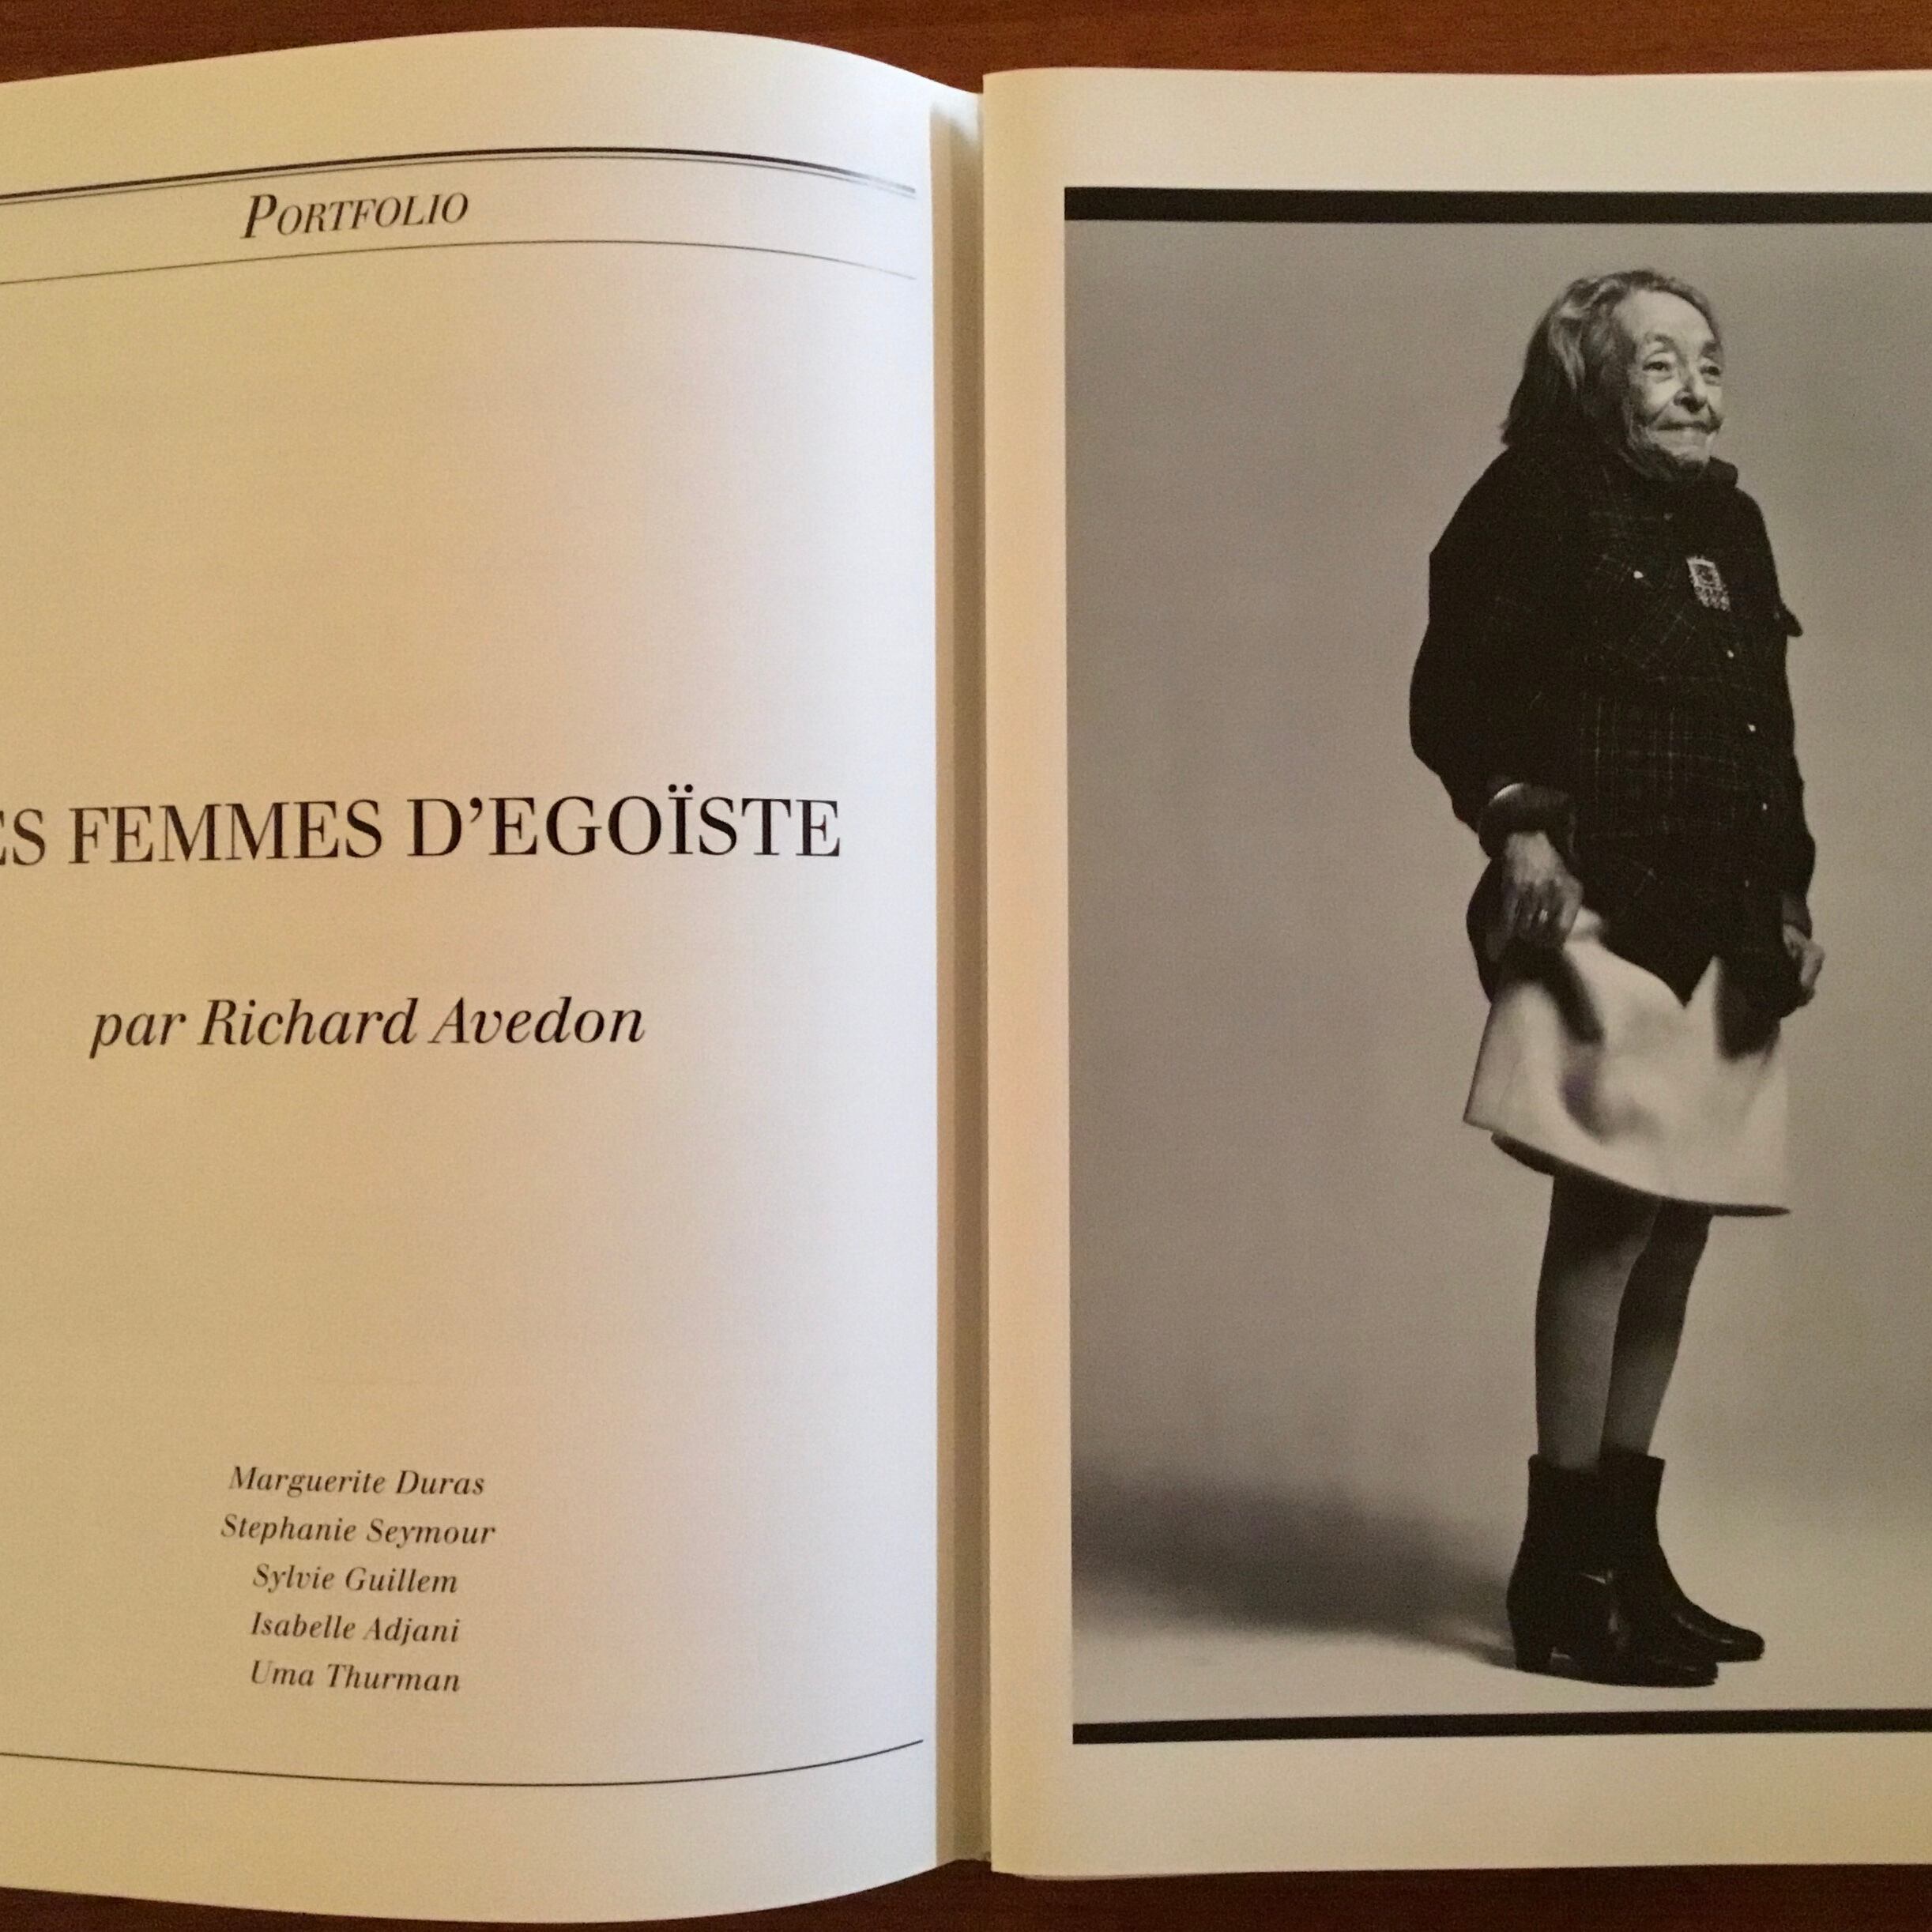 PORTFOLIO
ES FEMMES D’EGOÏSTE
par Richard Avedon
Marguerite Duras
Stephanie Seymour
Sylvie Guillem
Isabelle Adjani
Uma Thurman